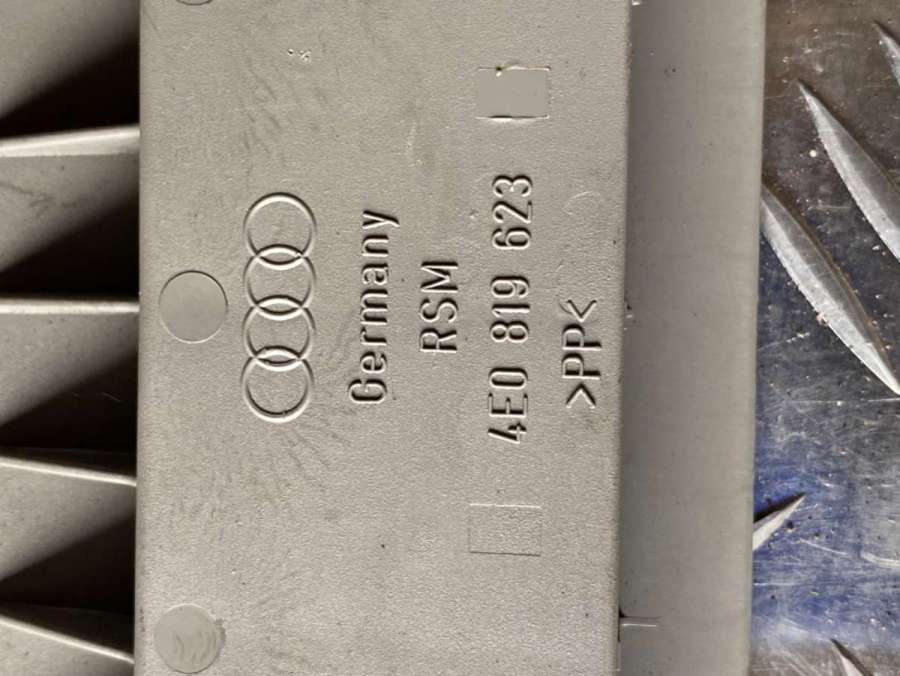 Germany
RSM
4E0 819 623
>PP<